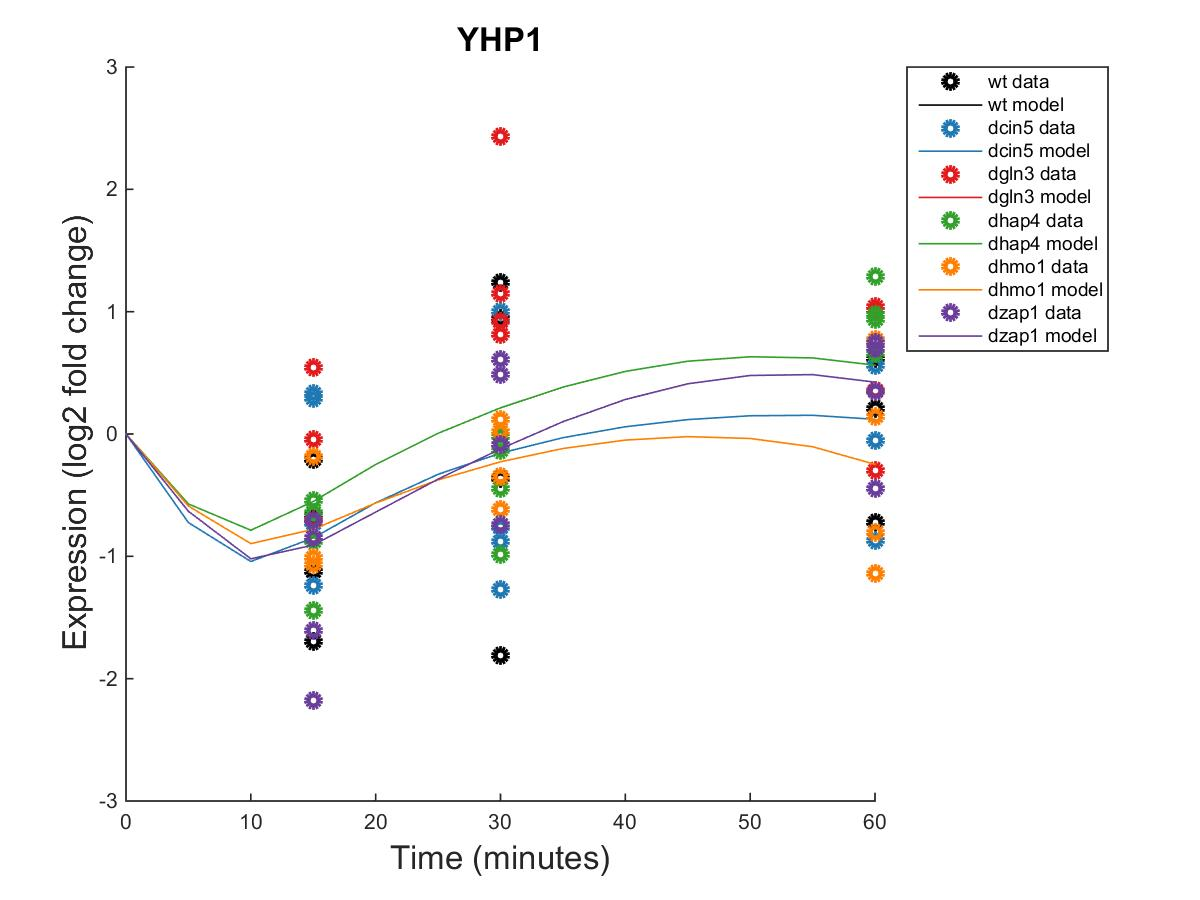 YHP1
3
2
1
0
-1
-2
-3
Expression (log2 fold change)
0 10 20 30 40 50 60
Time (minutes)
wt data
wt model
dcin5 data
dcin5 model
dgln3 data
dgln3 model
dhap4 data
dhap4 model
dhmo1 data
dhmo1 model
dzap1 data
dzap1 model